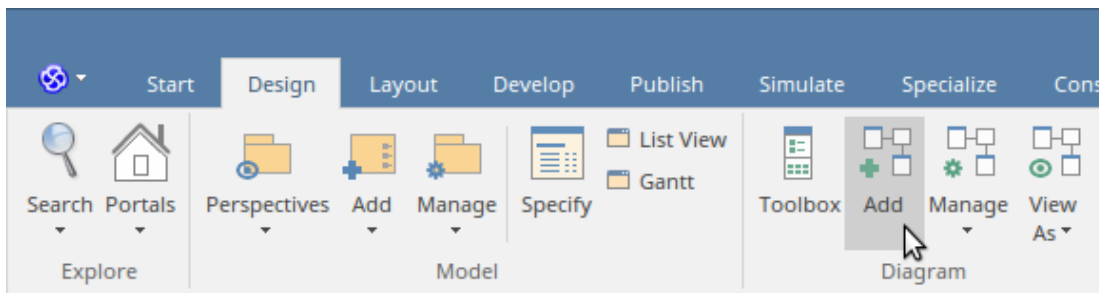 Start Design Layout Develop Publish Simulate Specialize Cons
List View
Gantt
Search Portals Perspectives Add Manage Specify Toolbox Add Manage View
As
Explore Model Diagram